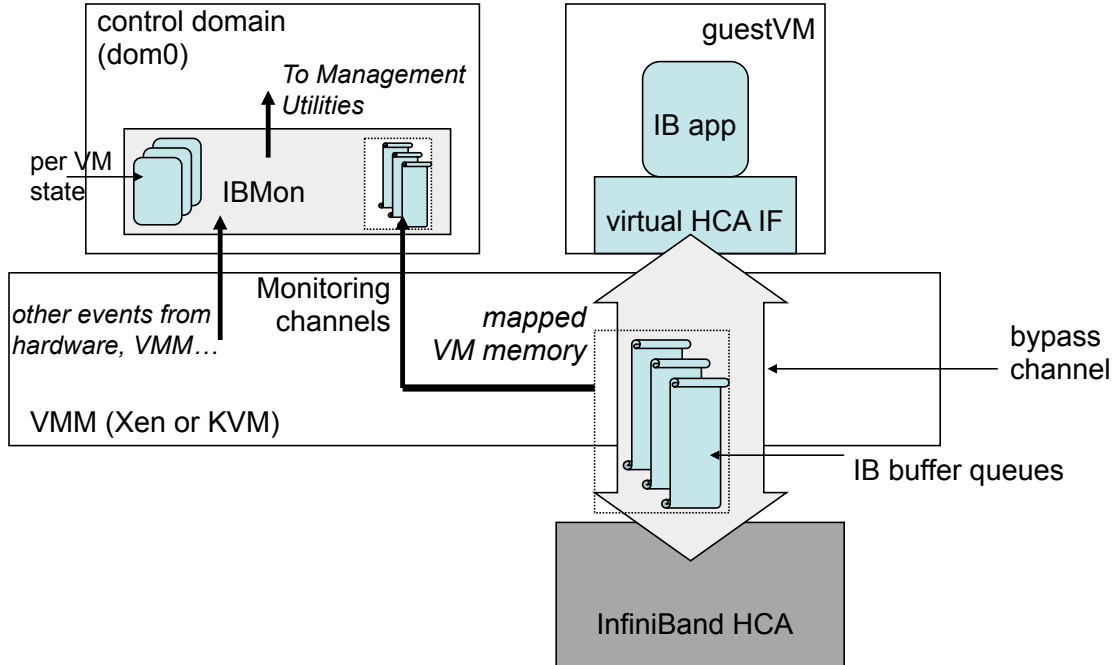 control domain
(dom0)
To Management
Utilities
per VM
state
IBMon
guestVM
IB app
virtual HCA IF
other events from
hardware, VMM…
Monitoring
channels
mapped
VM memory
bypass
channel
VMM (Xen or KVM)
IB buffer queues
InfiniBand HCA